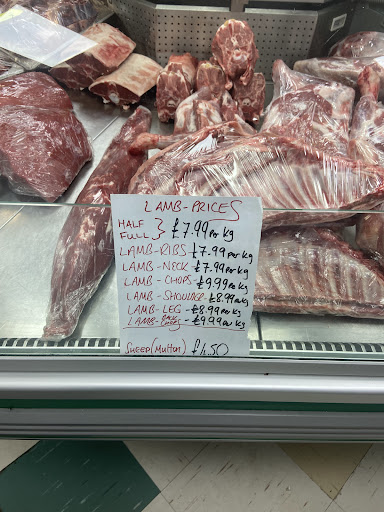 LAMB-PRICES
HALF } £7.99 per kg
FULL
LAMB-RIBS £7.99 per kg
LAMB-NECK £7.99 per kg
LAMB-CHOPS-£9.99 per kg
LAMB-SHOULDER-£8.99 per kg
LAMB-LEG-£8.99 per kg
LAMB-BACK CHOPS-£9.99 per kg
SHEEP (Mutton) £4.50